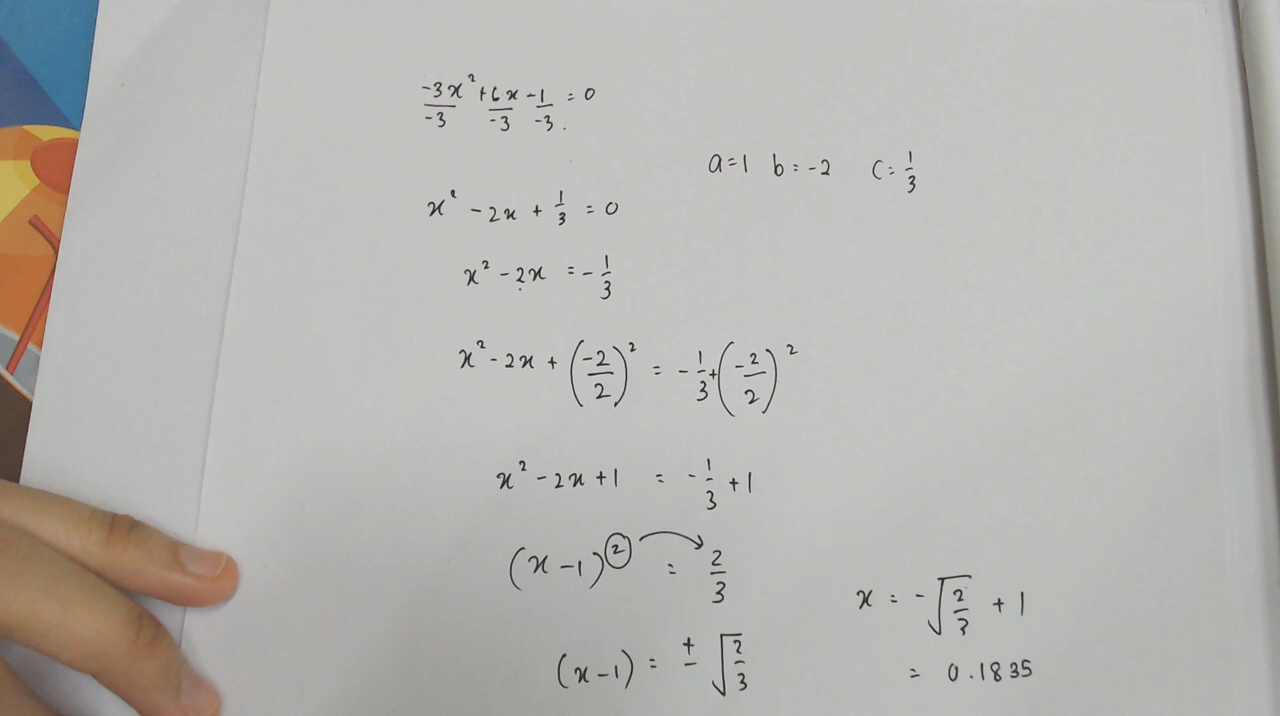 -3x²/-3 +6x/-3 -1/-3 = 0
a=1 b=-2 c=1/3
x² - 2x + 1/3 = 0
x² - 2x = -1/3
x² - 2x + (-2/2)² = -1/3 + (-2/2)²
x² - 2x + 1 = -1/3 + 1
(x - 1)² = 2/3
(x - 1) = ± √(2/3)
x = -√(2/3) + 1
= 0.1835